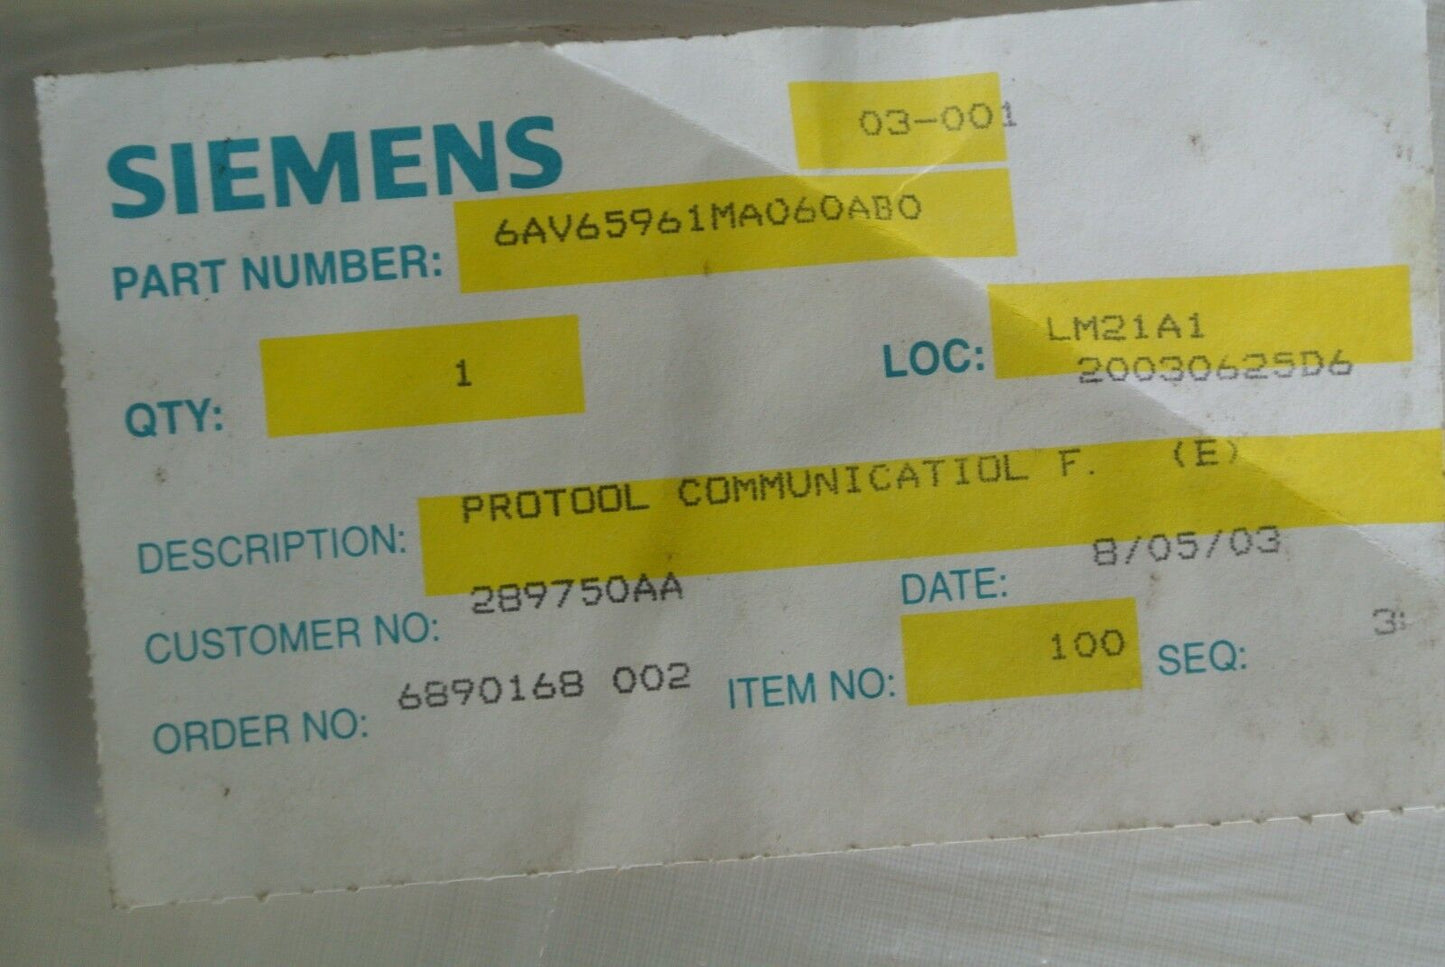 03-001
SIEMENS
PART NUMBER: 6AV65961MA060AB0
QTY: 1
LOC: LM21A1
20030625D6
DESCRIPTION: PROTOOL COMMUNICATIOL F. (E)
CUSTOMER NO: 289750AA
DATE: 8/05/03
ORDER NO: 6890168 002
ITEM NO: 100
SEQ: